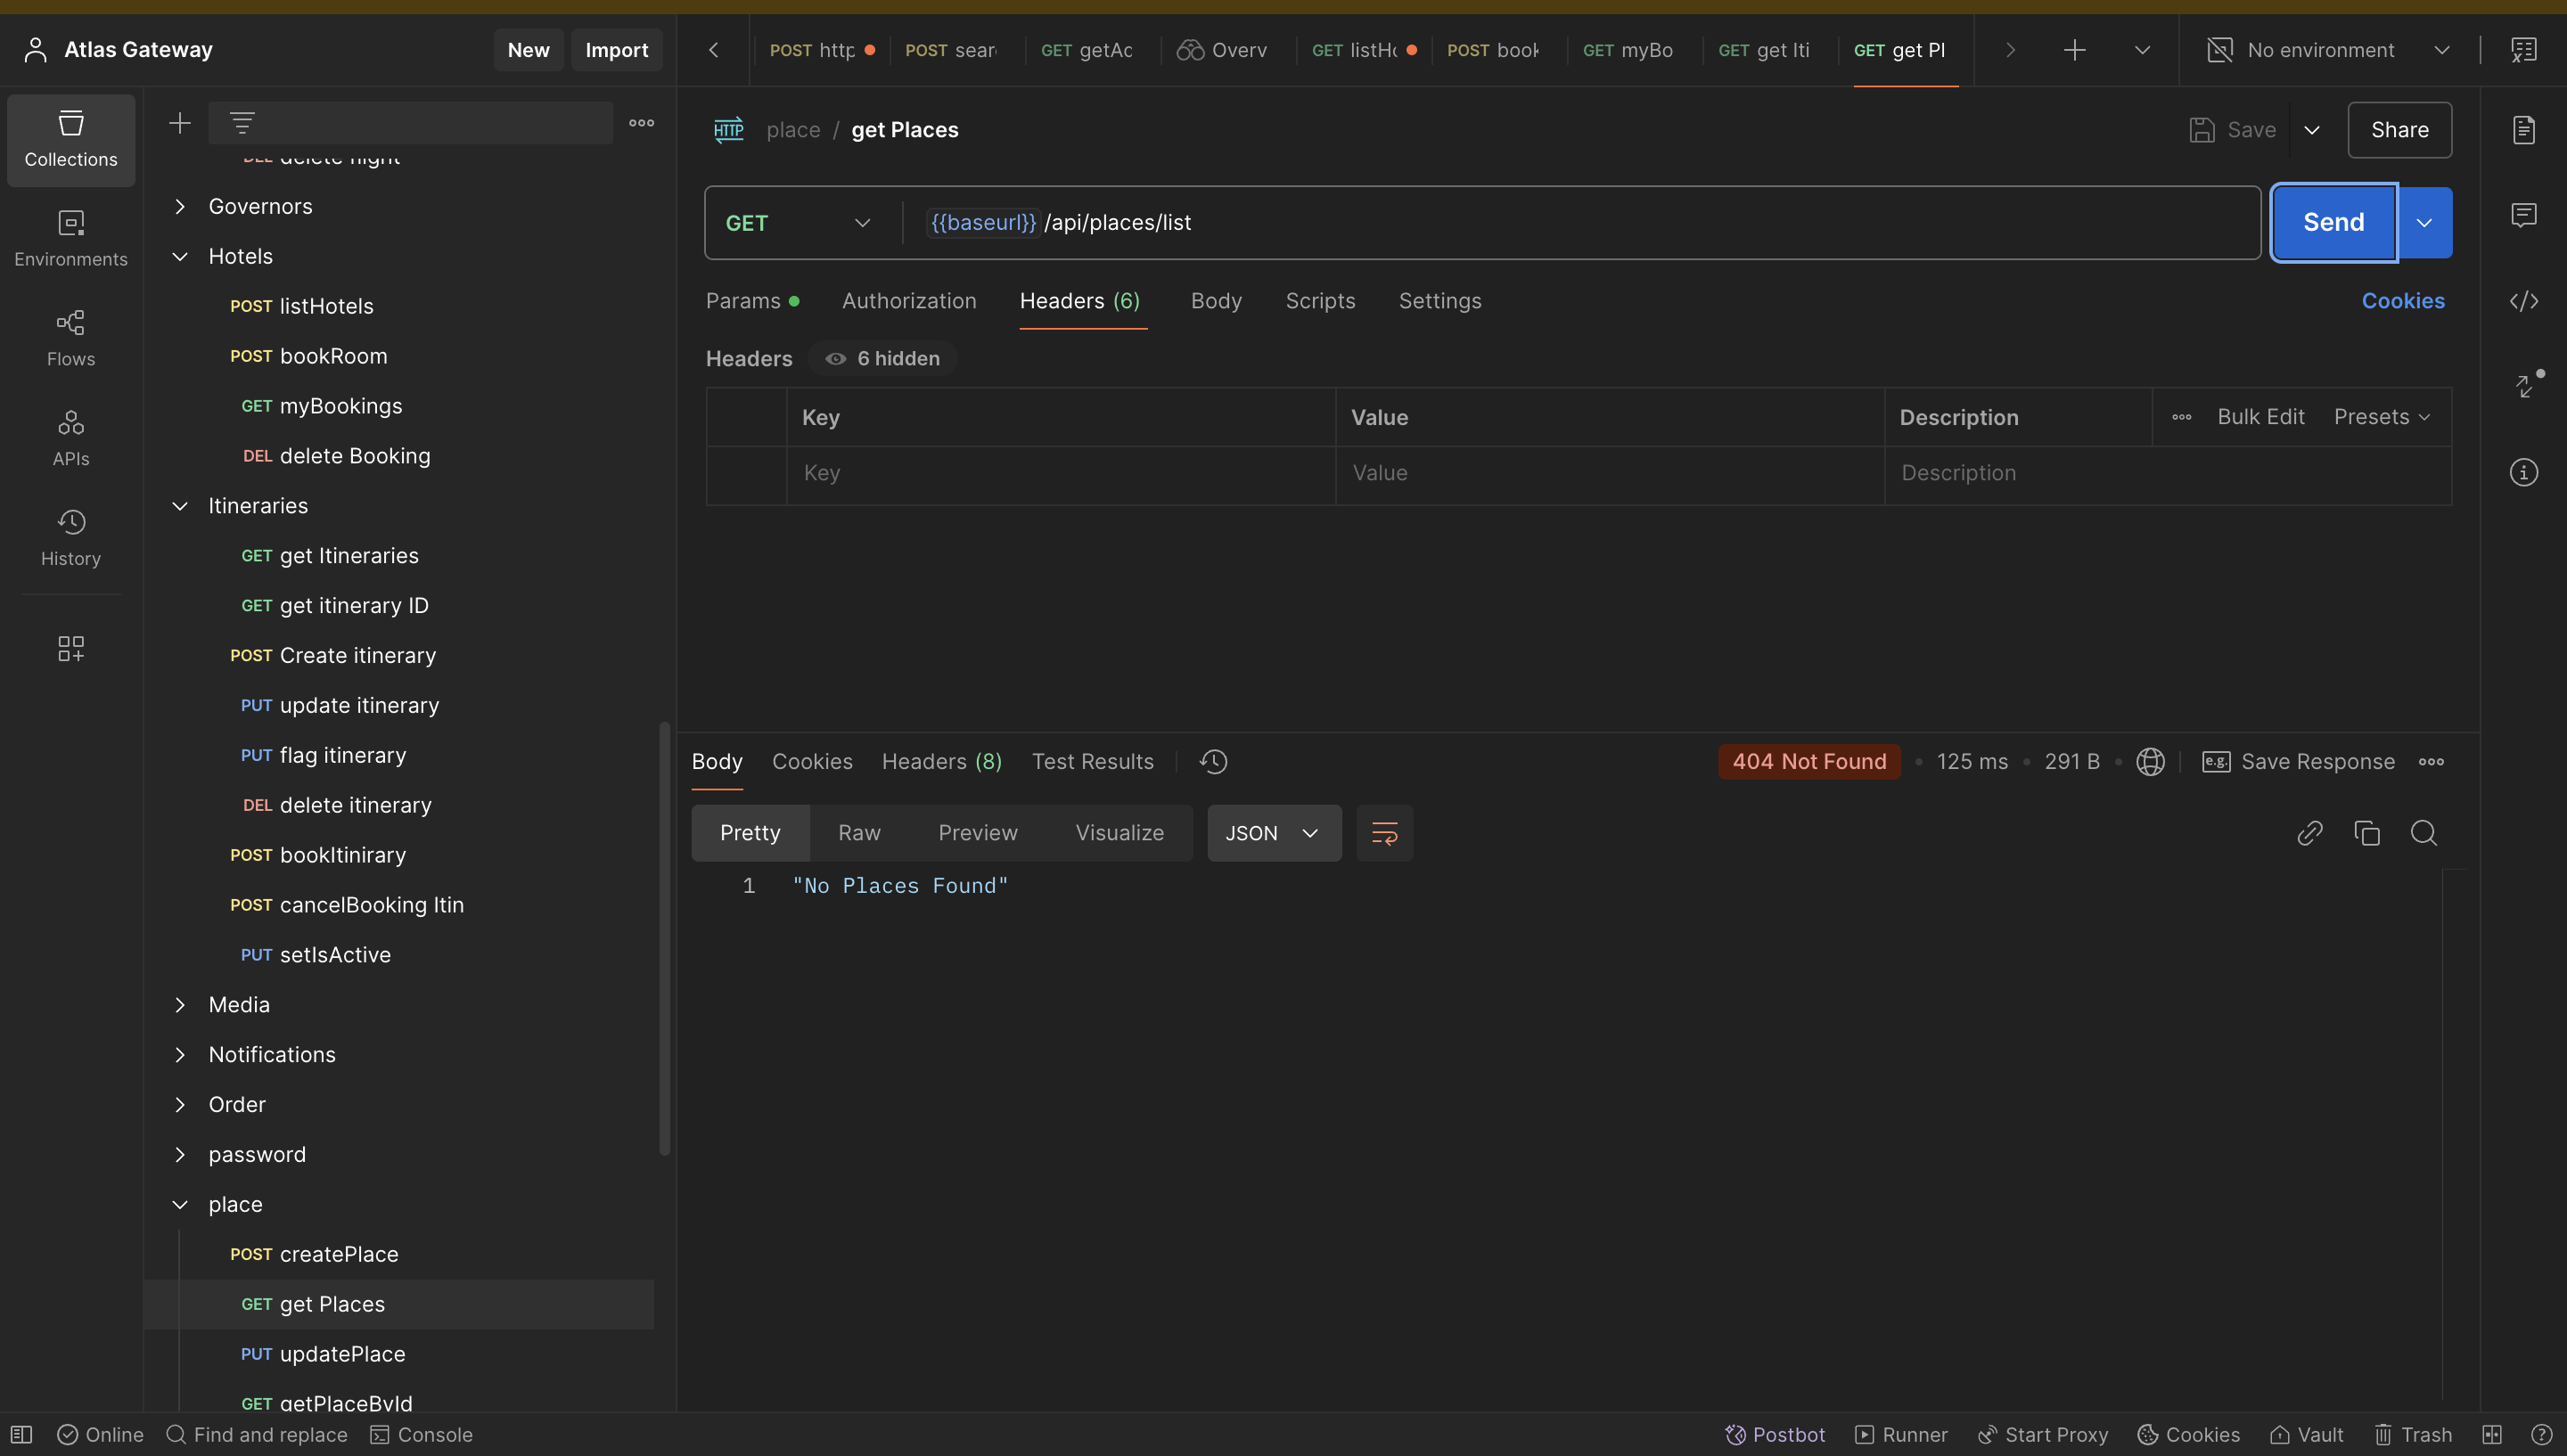 Atlas Gateway
New
Import
POST http
POST sear
GET getAc
Overv
GET listHo
POST book
GET myBo
GET get Iti
GET get Pl
No environment
Collections
Environments
Flows
APIs
History
DEL delete flight
Governors
Hotels
POST listHotels
POST bookRoom
GET myBookings
DEL delete Booking
Itineraries
GET get Itineraries
GET get itinerary ID
POST Create itinerary
PUT update itinerary
PUT flag itinerary
DEL delete itinerary
POST bookItinirary
POST cancelBooking Itin
PUT setIsActive
Media
Notifications
Order
password
place
POST createPlace
GET get Places
PUT updatePlace
GET getPlaceById
HTTP place / get Places
Save
Share
GET
{{baseurl}} /api/places/list
Send
Params
Authorization
Headers (6)
Body
Scripts
Settings
Cookies
Headers
6 hidden
Key
Value
Description
Bulk Edit
Presets
Key
Value
Description
Body
Cookies
Headers (8)
Test Results
404 Not Found
125 ms
291 B
e.g. Save Response
Pretty
Raw
Preview
Visualize
JSON
1 "No Places Found"
Online
Find and replace
Console
Postbot
Runner
Start Proxy
Cookies
Vault
Trash